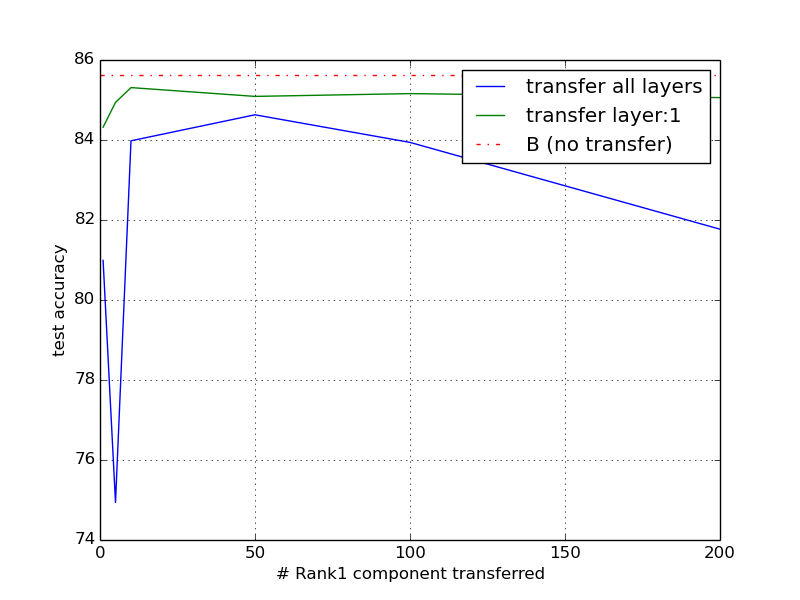 86
84
82
80
78
76
74
0 50 100 150 200
test accuracy
# Rank1 component transferred
transfer all layers
transfer layer:1
B (no transfer)